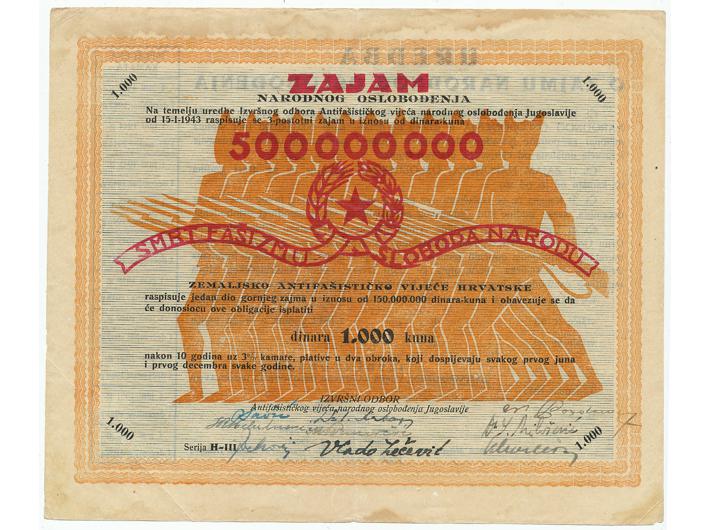 1.000
1.000
ZAJAM
NARODNOG OSLOBOĐENJA
Na temelju uredbe Izvršnog odbora Antifašističkog vijeća narodnog oslobođenja Jugoslavije
od 15-I-1943 raspisuje se 3-postotni zajam u iznosu od dinara-kuna
500000000
SMRT FAŠIZMU SLOBODA NARODU
ZEMALJSKO ANTIFAŠISTIČKO VIJEĆE HRVATSKE
raspisuje jedan dio gornjeg zajma u iznosu od 150.000.000 dinara-kuna i obavezuje se da
će donosiocu ove obligacije isplatiti
dinara 1.000 kuna
nakon 10 godina uz 3% kamate, plative u dva obroka, koji dospijevaju svakog prvog juna
i prvog decembra svake godine.
IZVRŠNI ODBOR
Antifašističkog vijeća narodnog oslobođenja Jugoslavije
1.000
1.000
Serija H-III
Vlado Zečević